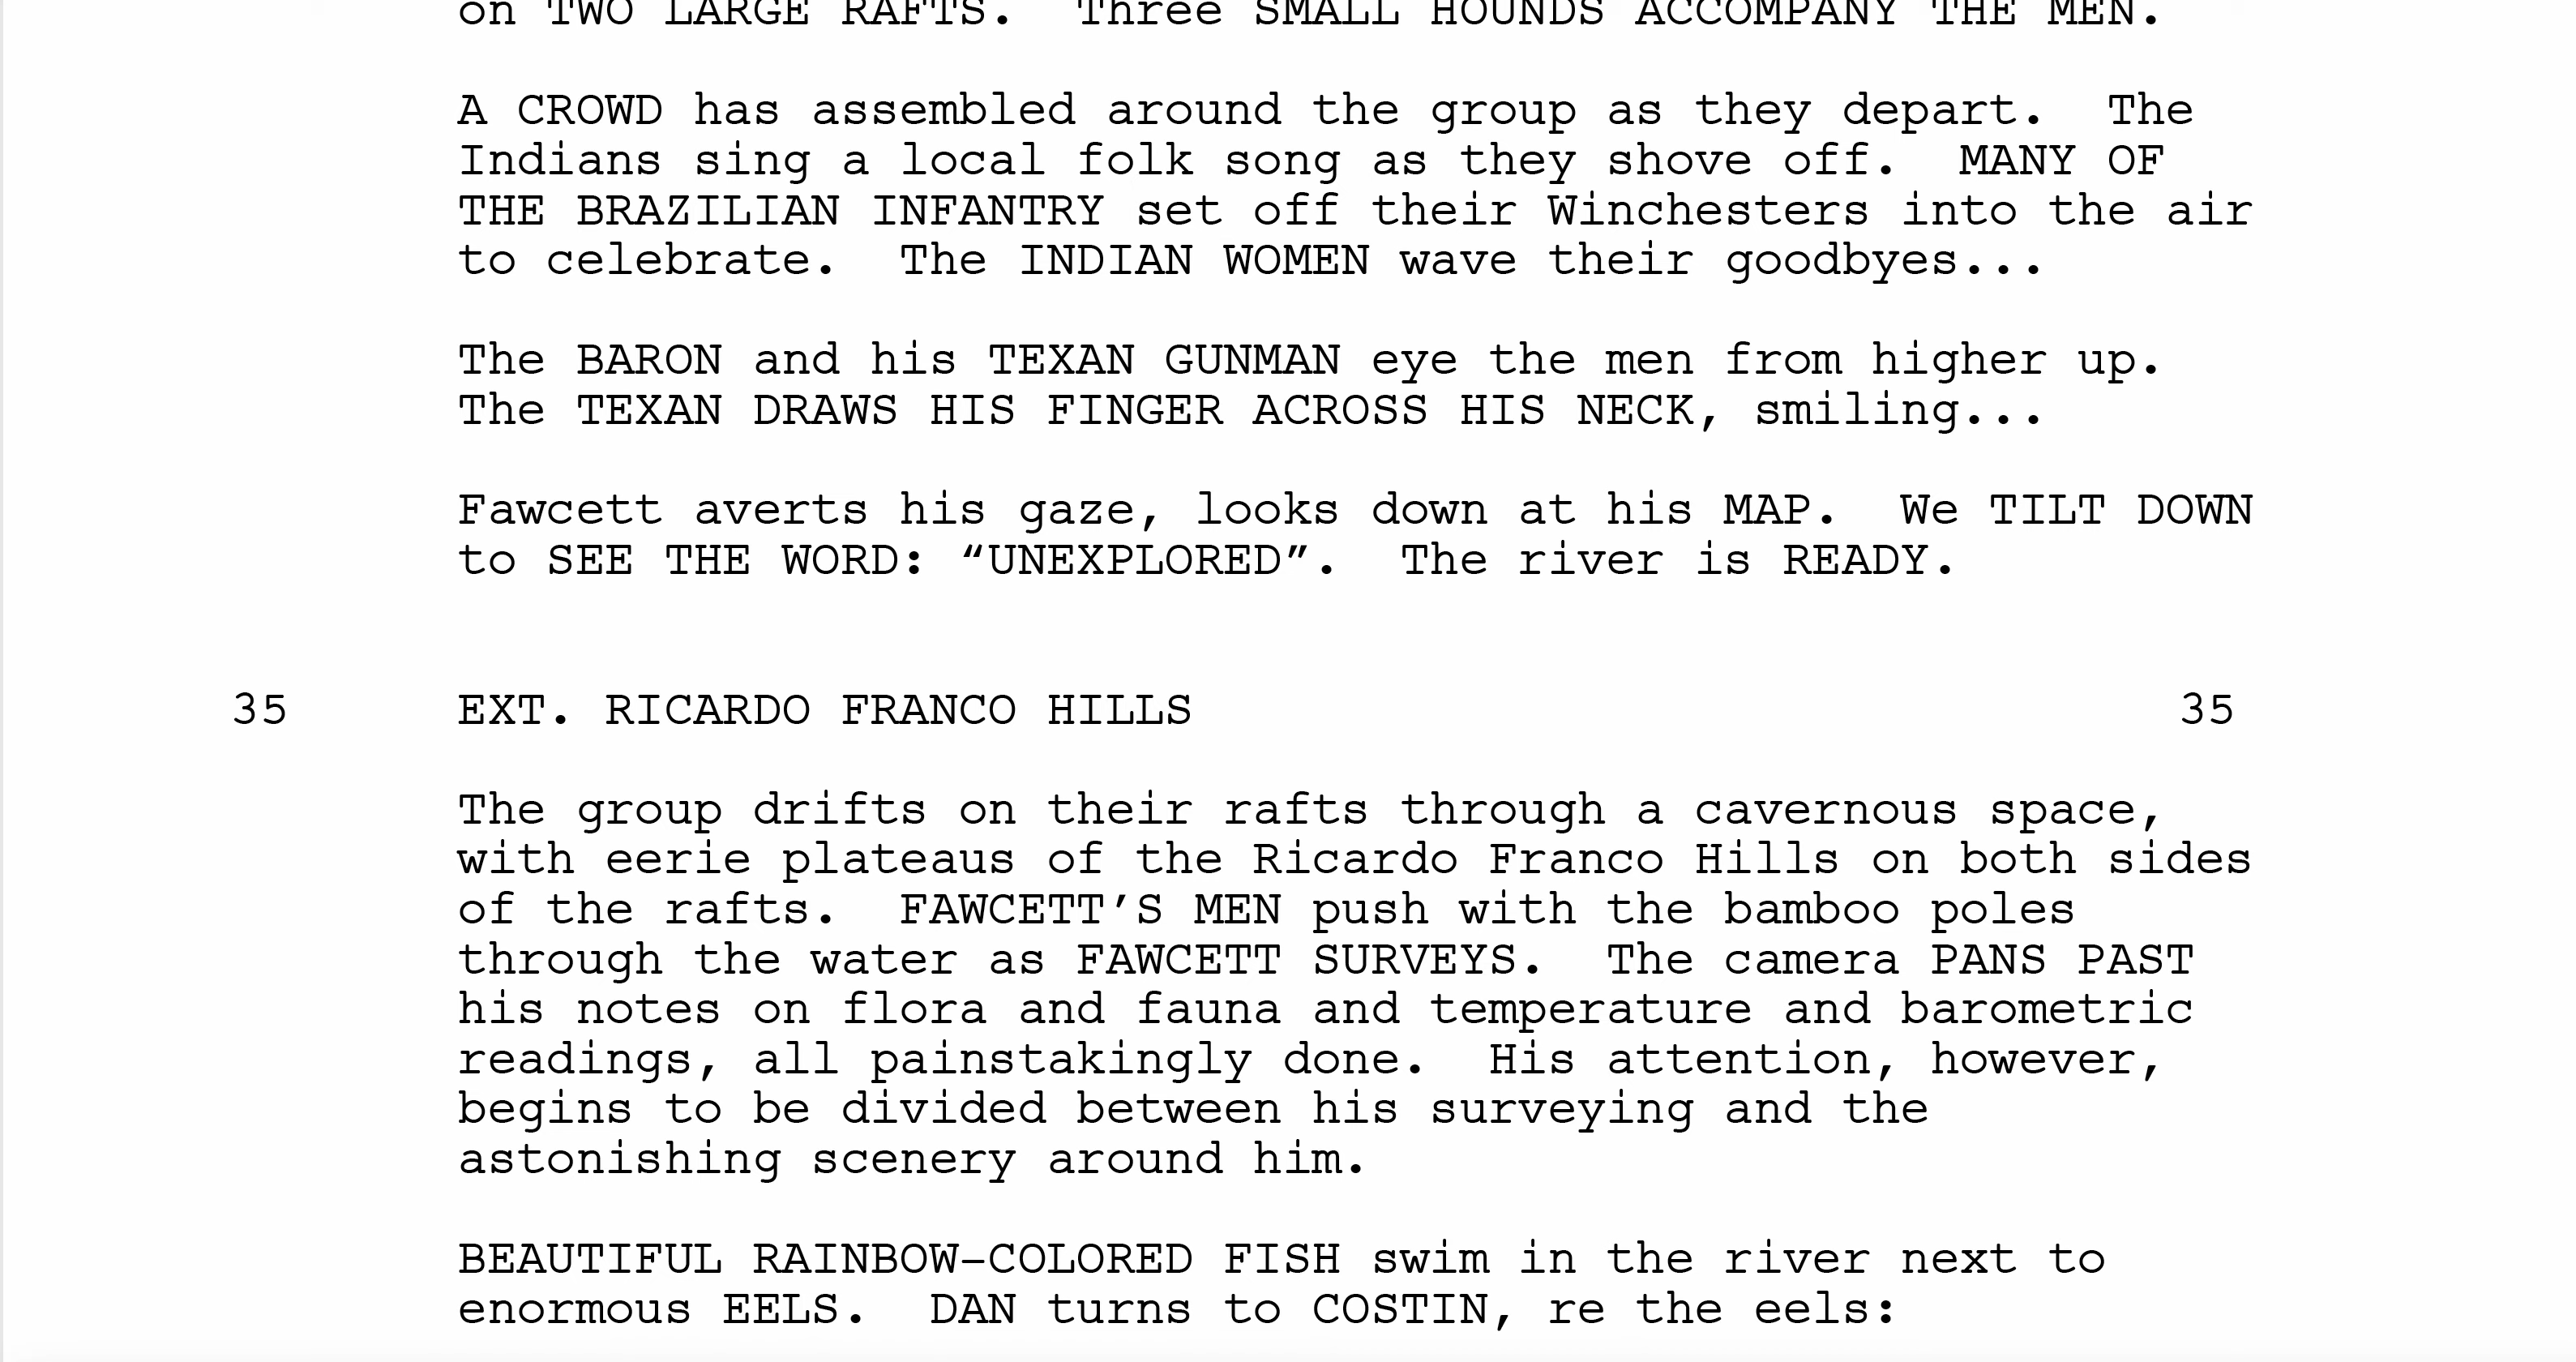 on TWO LARGE RAFTS.  Three SMALL HOUNDS ACCOMPANY THE MEN.
A CROWD has assembled around the group as they depart.  The
Indians sing a local folk song as they shove off.  MANY OF
THE BRAZILIAN INFANTRY set off their Winchesters into the air
to celebrate.  The INDIAN WOMEN wave their goodbyes...
The BARON and his TEXAN GUNMAN eye the men from higher up.
The TEXAN DRAWS HIS FINGER ACROSS HIS NECK, smiling...
Fawcett averts his gaze, looks down at his MAP.  We TILT DOWN
to SEE THE WORD: “UNEXPLORED”.  The river is READY.
35 EXT. RICARDO FRANCO HILLS 35
The group drifts on their rafts through a cavernous space,
with eerie plateaus of the Ricardo Franco Hills on both sides
of the rafts.  FAWCETT’S MEN push with the bamboo poles
through the water as FAWCETT SURVEYS.  The camera PANS PAST
his notes on flora and fauna and temperature and barometric
readings, all painstakingly done.  His attention, however,
begins to be divided between his surveying and the
astonishing scenery around him.
BEAUTIFUL RAINBOW-COLORED FISH swim in the river next to
enormous EELS.  DAN turns to COSTIN, re the eels: